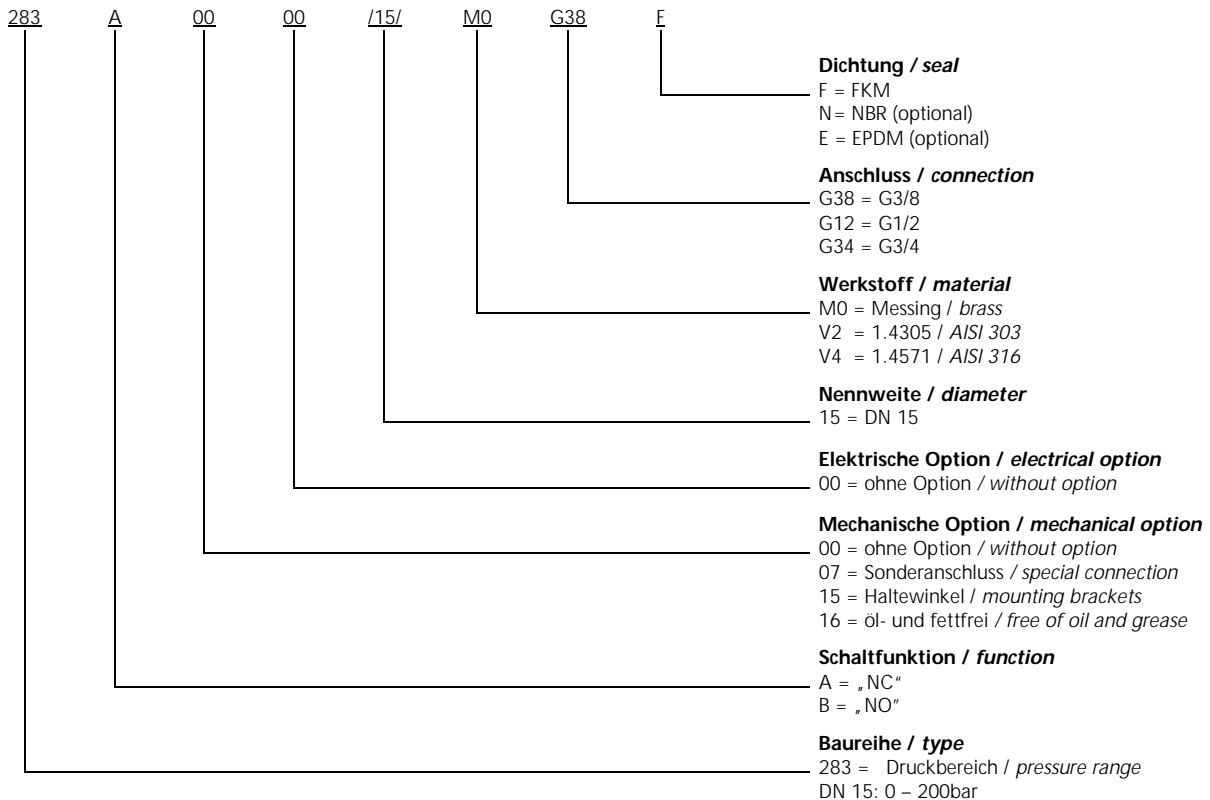 283 A 00 00 /15/ M0 G38 F
Dichtung / seal
F = FKM
N = NBR (optional)
E = EPDM (optional)
Anschluss / connection
G38 = G3/8
G12 = G1/2
G34 = G3/4
Werkstoff / material
M0 = Messing / brass
V2 = 1.4305 / AISI 303
V4 = 1.4571 / AISI 316
Nennweite / diameter
15 = DN 15
Elektrische Option / electrical option
00 = ohne Option / without option
Mechanische Option / mechanical option
00 = ohne Option / without option
07 = Sonderanschluss / special connection
15 = Haltewinkel / mounting brackets
16 = öl- und fettfrei / free of oil and grease
Schaltfunktion / function
A = „NC“
B = „NO”
Baureihe / type
283 = Druckbereich / pressure range
DN 15: 0 – 200bar